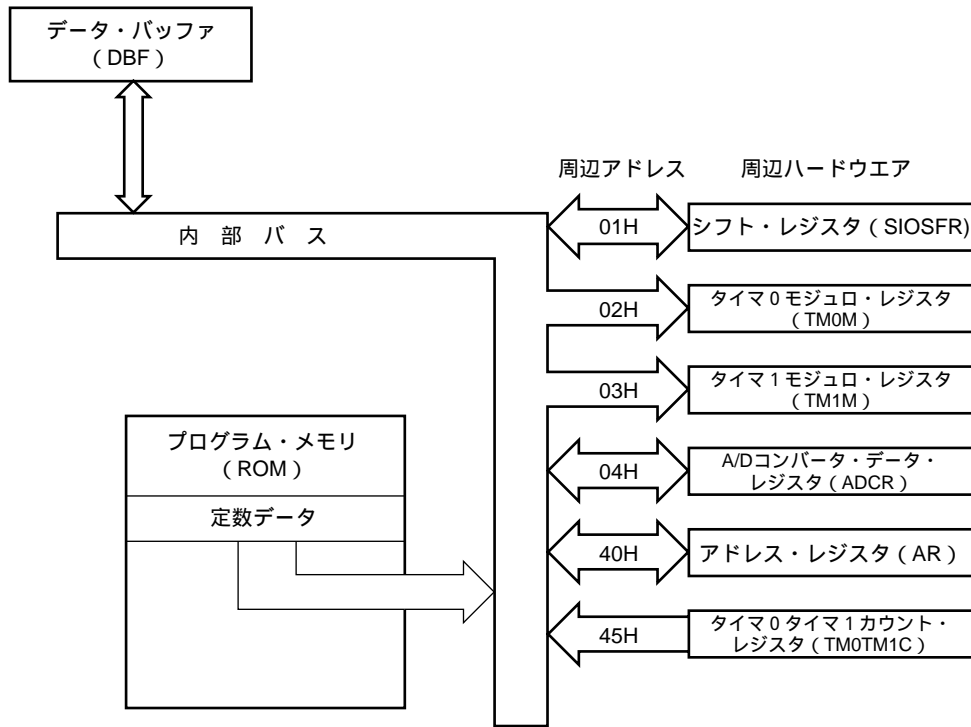 データ・バッファ
（DBF）
周辺アドレス
周辺ハードウエア
内 部 バ ス
01H
シフト・レジスタ（SIOSFR)
02H
タイマ０モジュロ・レジスタ
（TM0M）
03H
タイマ１モジュロ・レジスタ
（TM1M）
プログラム・メモリ
（ROM）
定数データ
04H
A/Dコンバータ・データ・
レジスタ（ADCR）
40H
アドレス・レジスタ（AR）
45H
タイマ０タイマ１カウント・
レジスタ（TM0TM1C）